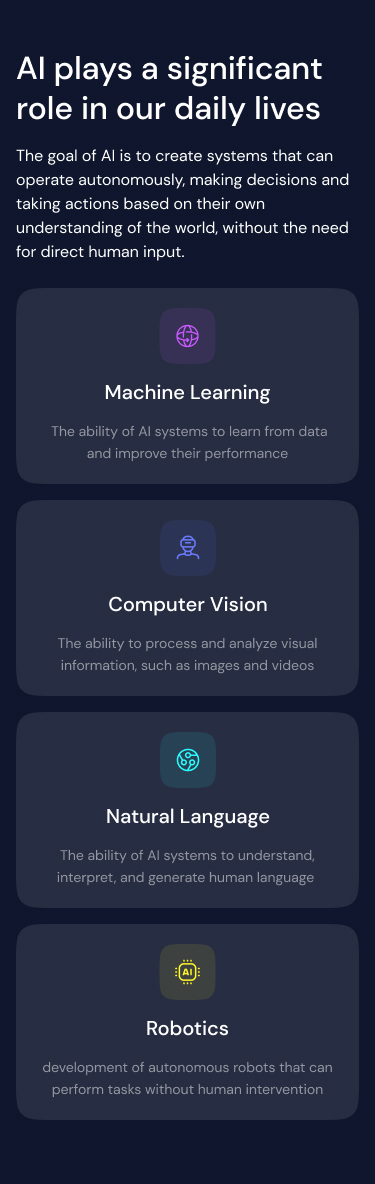 AI plays a significant
role in our daily lives
The goal of AI is to create systems that can
operate autonomously, making decisions and
taking actions based on their own
understanding of the world, without the need
for direct human input.
Machine Learning
The ability of AI systems to learn from data
and improve their performance
Computer Vision
The ability to process and analyze visual
information, such as images and videos
Natural Language
The ability of AI systems to understand,
interpret, and generate human language
AI
Robotics
development of autonomous robots that can
perform tasks without human intervention